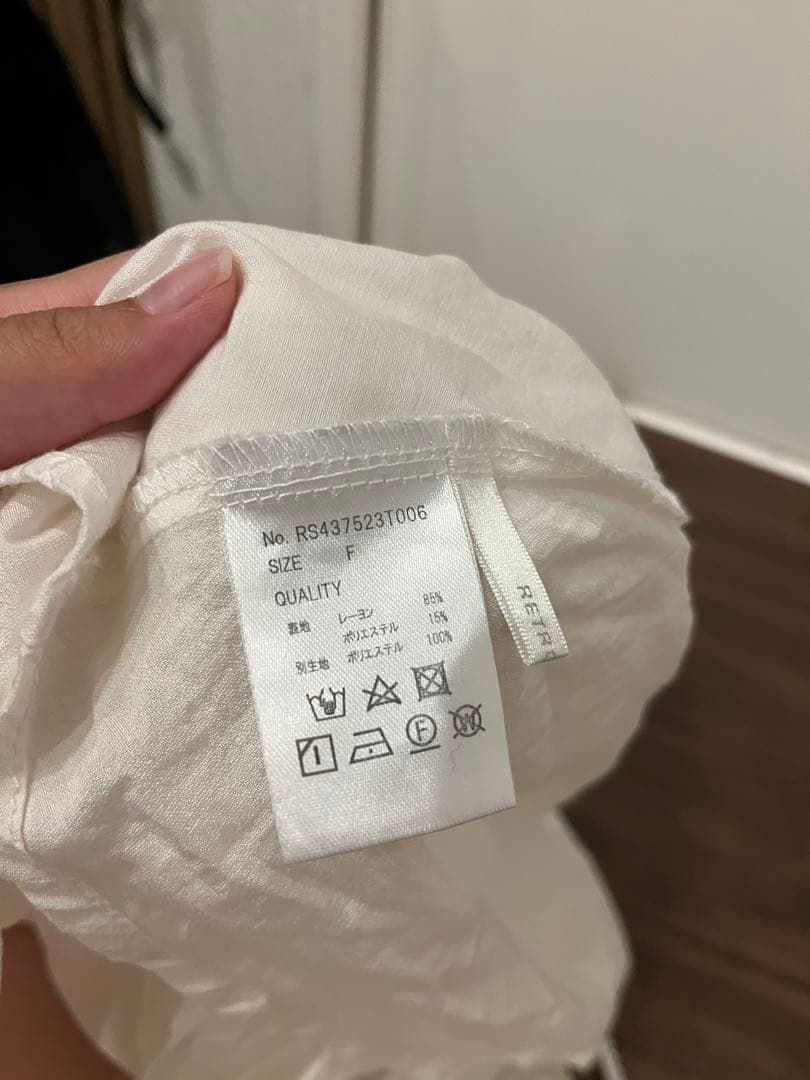 No. RS437523T006
SIZE F
QUALITY
表地 レーヨン 85%
ポリエステル 15%
別生地 ポリエステル 100%
F
W
RETR